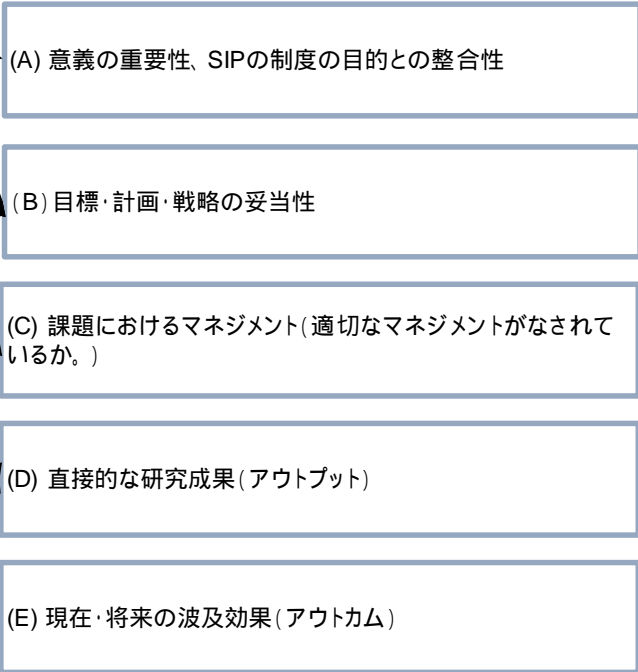 (A) 意義の重要性、SIPの制度の目的との整合性
(B)目標・計画・戦略の妥当性
(C) 課題におけるマネジメント(適切なマネジメントがなされて
いるか。)
(D) 直接的な研究成果(アウトプット)
(E) 現在・将来の波及効果(アウトカム)